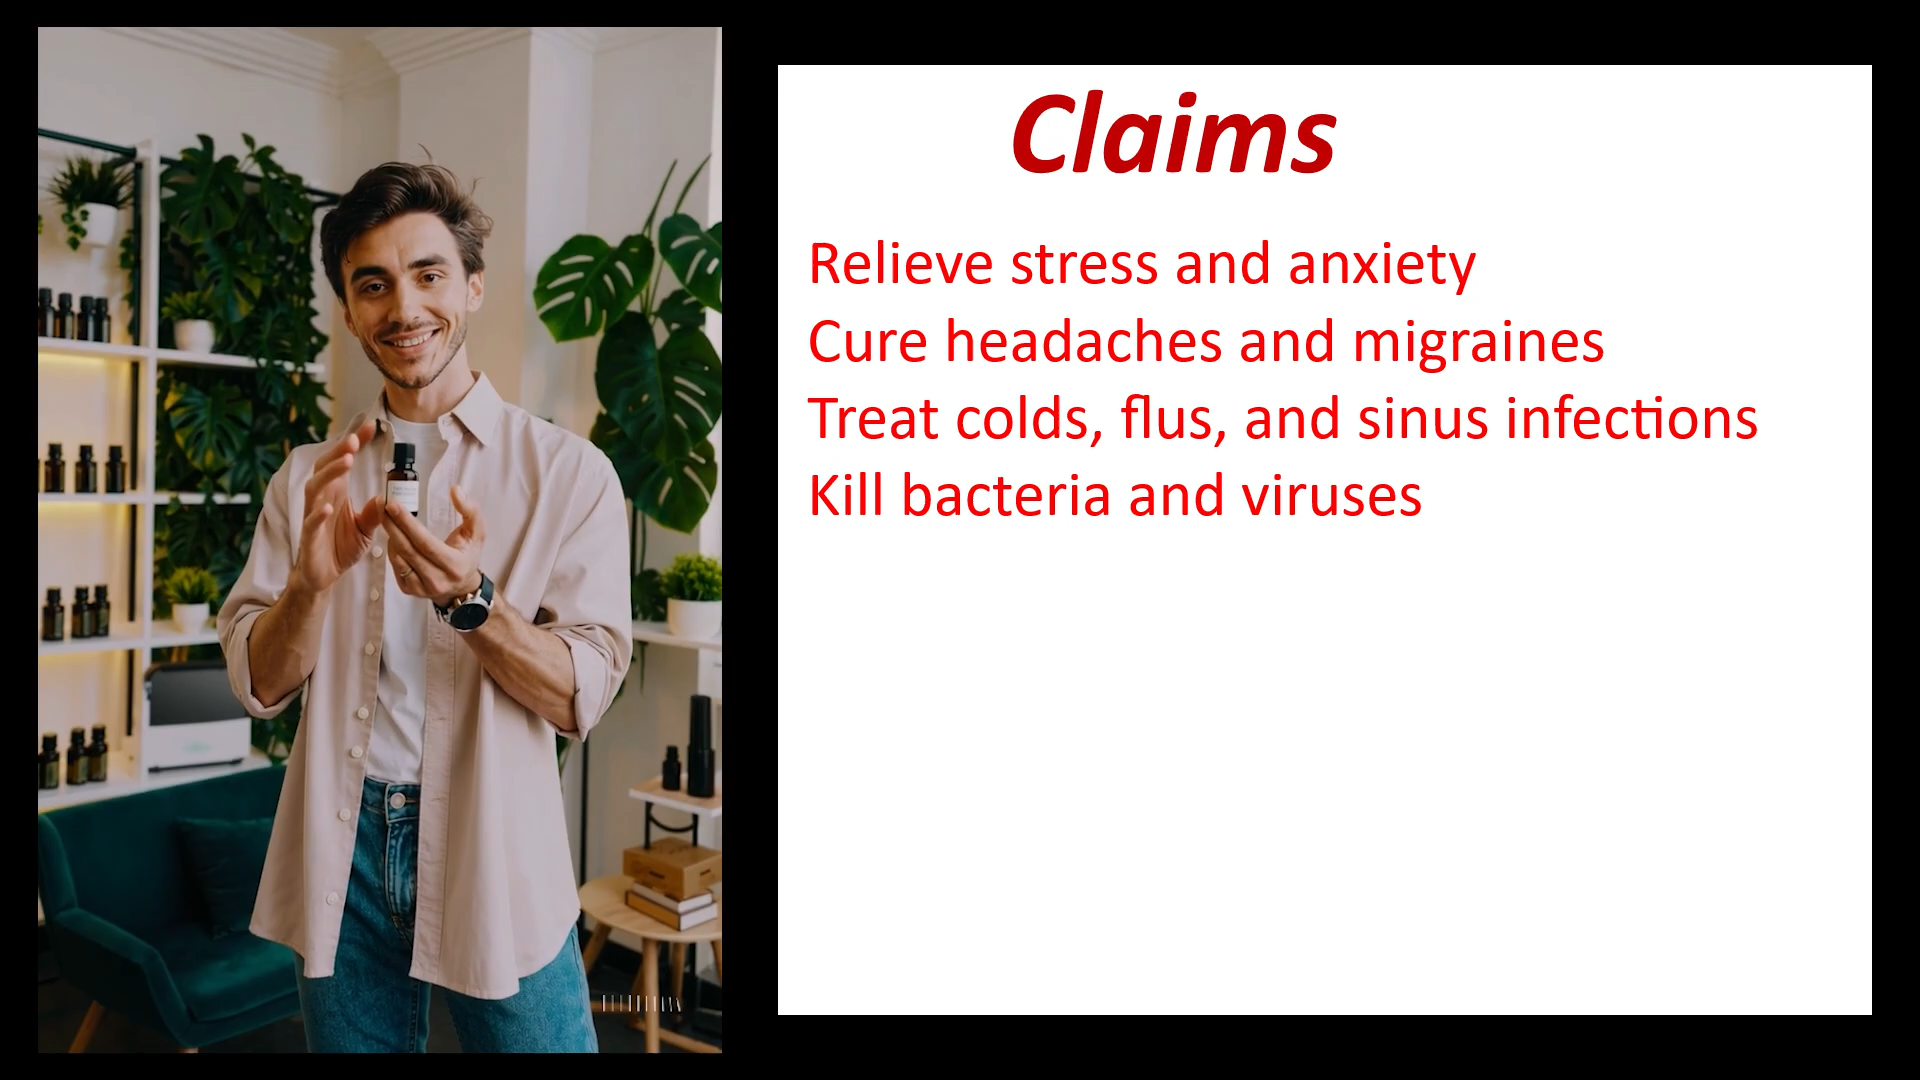 Claims
Relieve stress and anxiety
Cure headaches and migraines
Treat colds, flus, and sinus infections
Kill bacteria and viruses